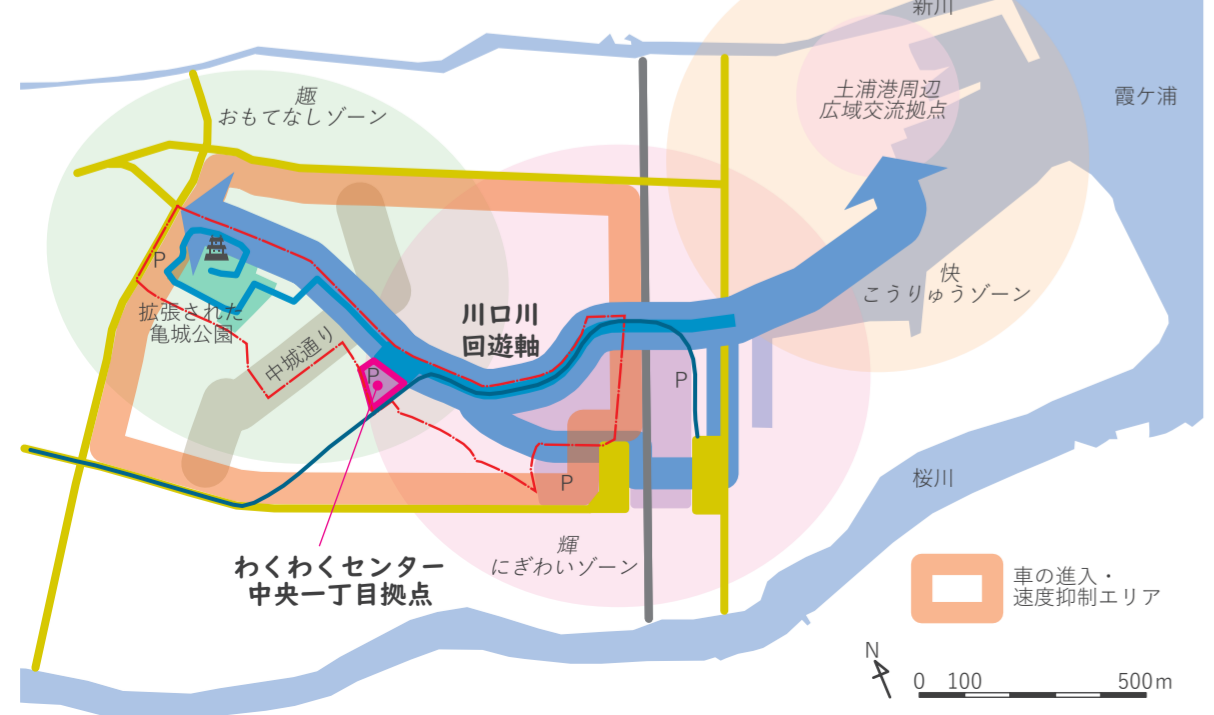 新川
趣
おもてなしゾーン
土浦港周辺
広域交流拠点
霞ケ浦
P
拡張された
亀城公園
中城通り
P
川口川
回遊軸
快
こうりゅうゾーン
P
P
桜川
輝
にぎわいゾーン
わくわくセンター
中央一丁目拠点
車の進入・
速度抑制エリア
N
0 100 500m